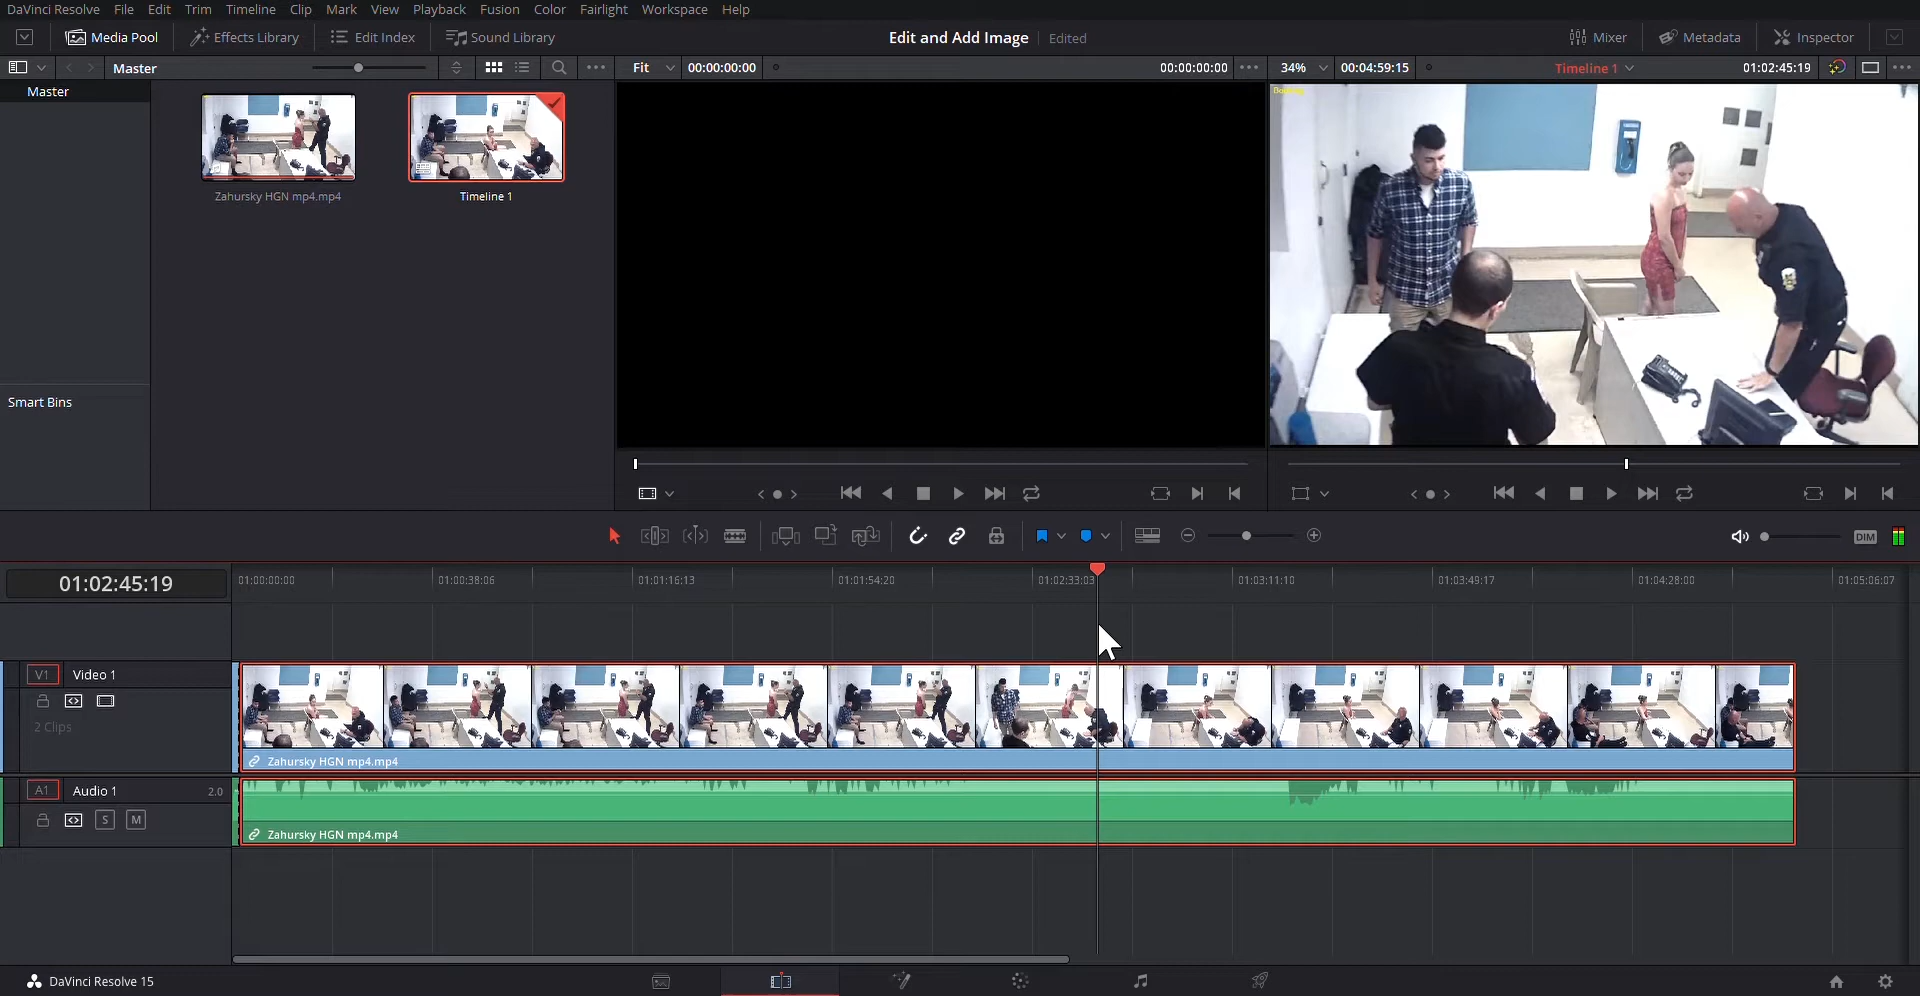 DaVinci Resolve File Edit Trim Timeline Clip Mark View Playback Fusion Color Fairlight Workspace Help
Media Pool Effects Library Edit Index Sound Library Edit and Add Image Edited Mixer Metadata Inspector
Master Fit 00:00:00:00 00:00:00:00 34% 00:04:59:15 Timeline 1 01:02:45:19
Master
Zahursky HGN mp4.mp4 Timeline 1
Smart Bins
DIM
01:02:45:19 01:00:00:00 01:00:38:06 01:01:16:13 01:01:54:20 01:02:33:03 01:03:11:10 01:03:49:17 01:04:28:00 01:05:06:07
V1 Video 1
2 Clips
Zahursky HGN mp4.mp4
A1 Audio 1 2.0
S M
Zahursky HGN mp4.mp4
DaVinci Resolve 15